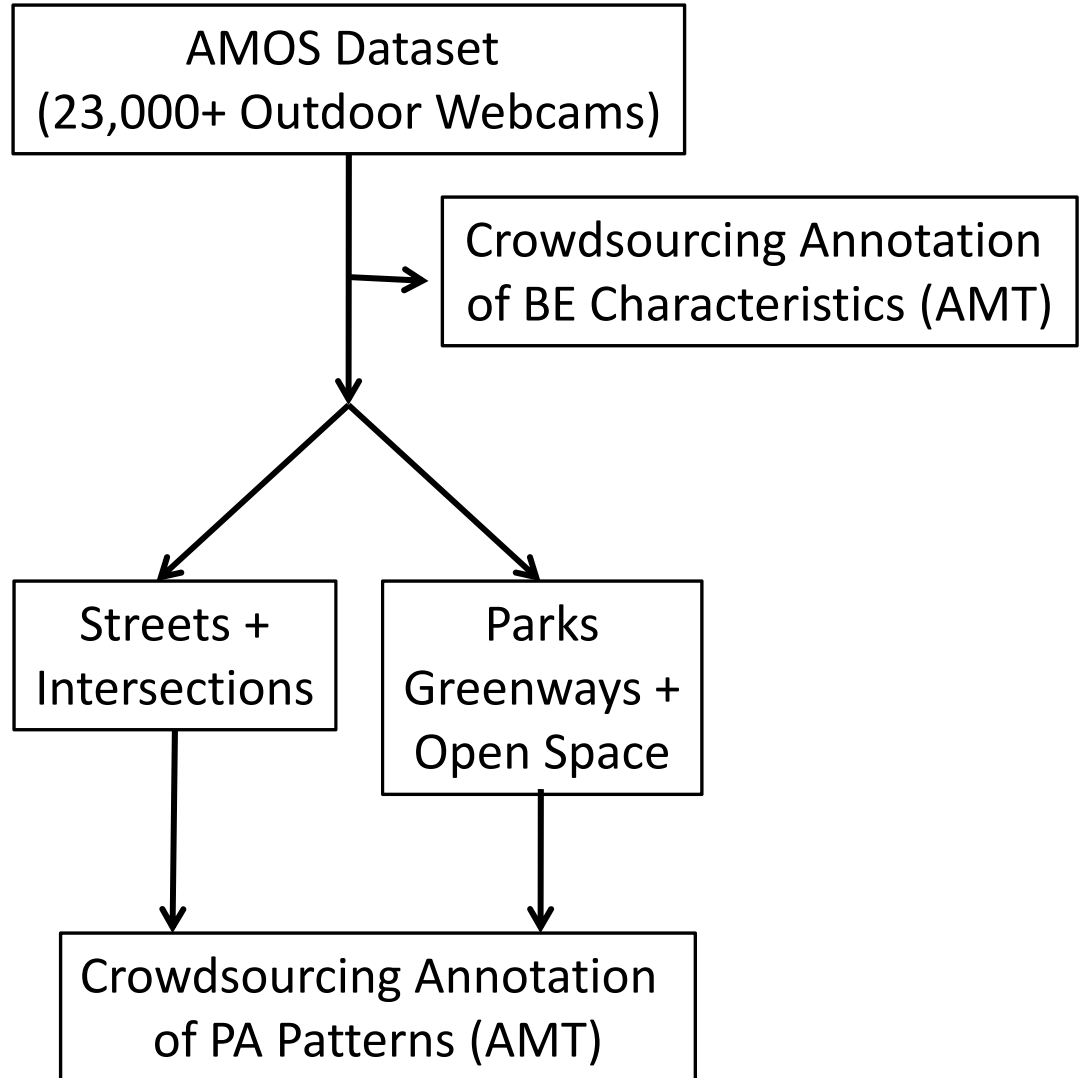 AMOS Dataset
(23,000+ Outdoor Webcams)
Crowdsourcing Annotation
of BE Characteristics (AMT)
Streets +
Intersections
Parks
Greenways +
Open Space
Crowdsourcing Annotation
of PA Patterns (AMT)